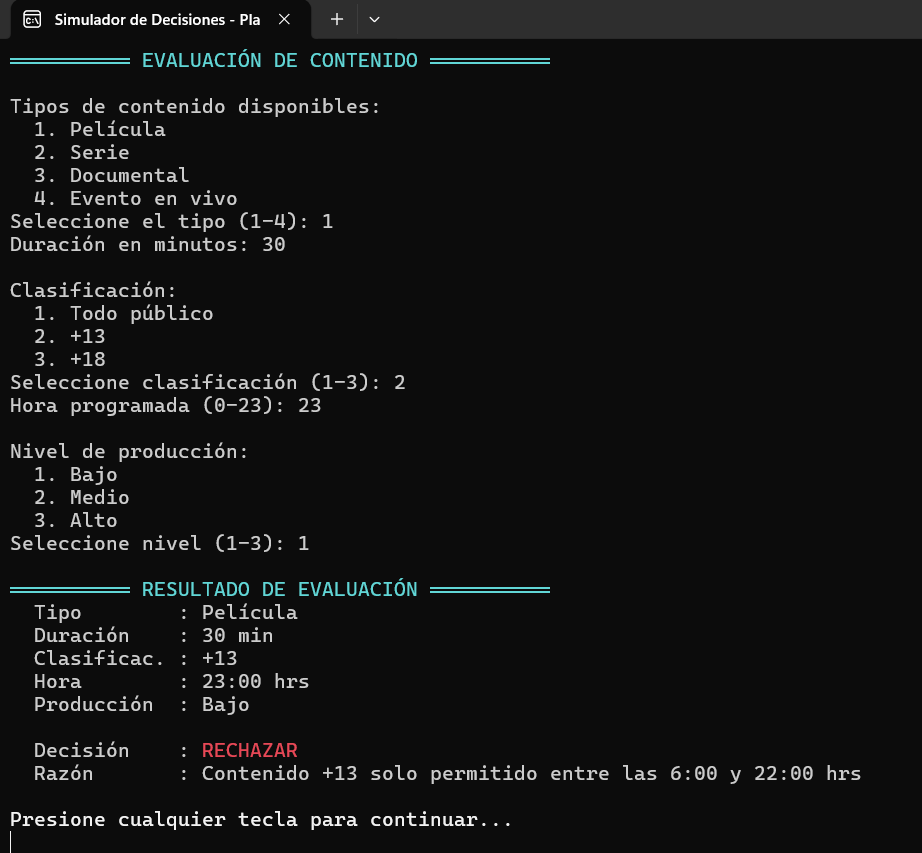 Simulador de Decisiones - Pla
EVALUACIÓN DE CONTENIDO
Tipos de contenido disponibles:
1. Película
2. Serie
3. Documental
4. Evento en vivo
Seleccione el tipo (1-4): 1
Duración en minutos: 30
Clasificación:
1. Todo público
2. +13
3. +18
Seleccione clasificación (1-3): 2
Hora programada (0-23): 23
Nivel de producción:
1. Bajo
2. Medio
3. Alto
Seleccione nivel (1-3): 1
RESULTADO DE EVALUACIÓN
Tipo : Película
Duración : 30 min
Clasificac. : +13
Hora : 23:00 hrs
Producción : Bajo
Decisión : RECHAZAR
Razón : Contenido +13 solo permitido entre las 6:00 y 22:00 hrs
Presione cualquier tecla para continuar...